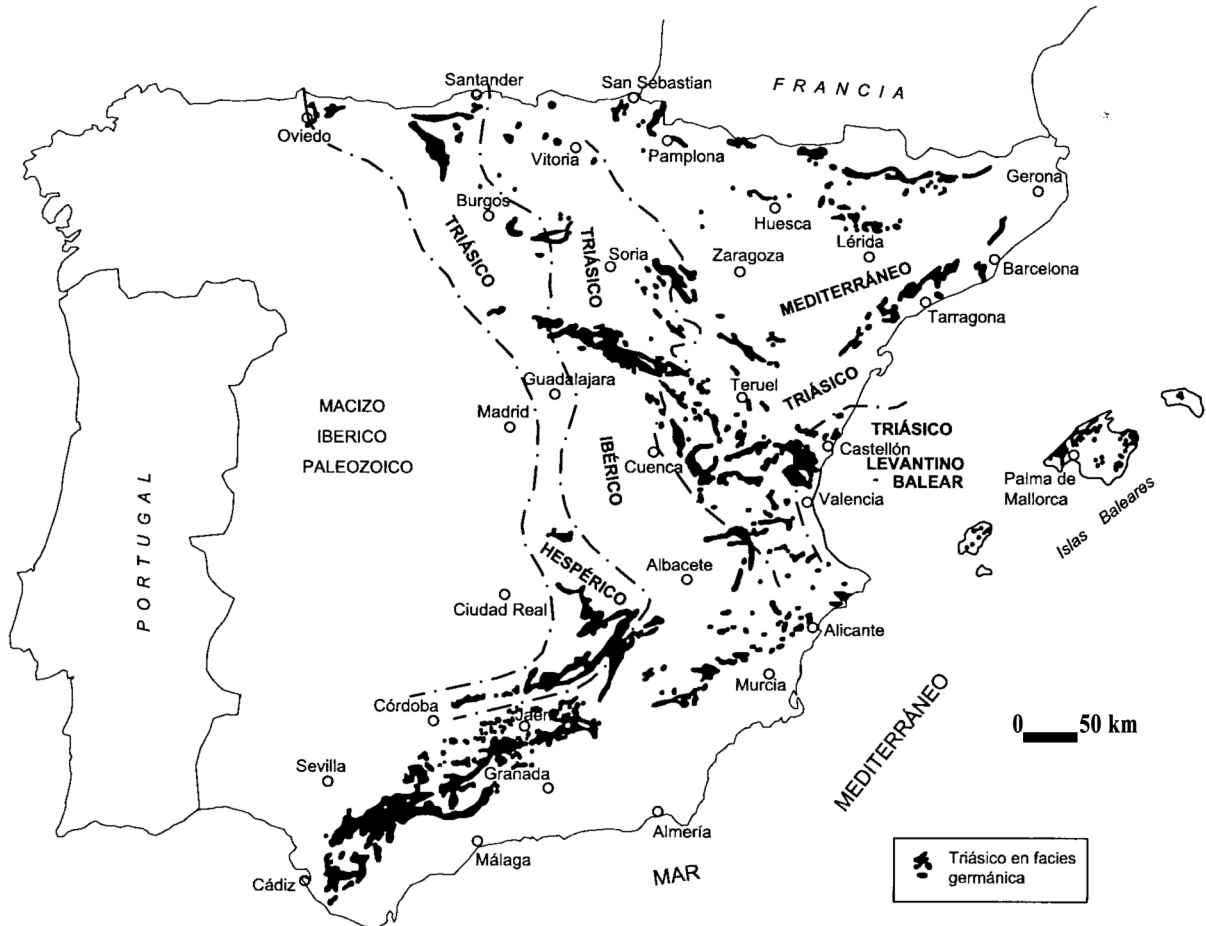 Santander
San Sebastian
FRANCIA
Oviedo
Vitoria
Pamplona
Gerona
Burgos
Huesca
TRIÁSICO
TRIÁSICO
Soria
Zaragoza
Lérida
Barcelona
MEDITERRÁNEO
Tarragona
Guadalajara
Teruel
TRIÁSICO
MACIZO
IBERICO
PALEOZOICO
Madrid
IBÉRICO
Cuenca
Castellón
TRIÁSICO
LEVANTINO
BALEAR
Valencia
Palma de
Mallorca
Islas Baleares
PORTUGAL
HESPÉRICO
Albacete
Ciudad Real
Alicante
Murcia
Córdoba
Jaén
MEDITERRÁNEO
0 50 km
Sevilla
Granada
Almería
Málaga
Cádiz
MAR
Triásico en facies
germánica